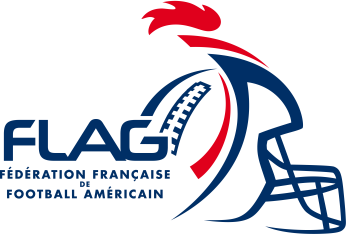 FLAG
FÉDÉRATION FRANÇAISE
DE
FOOTBALL AMÉRICAIN